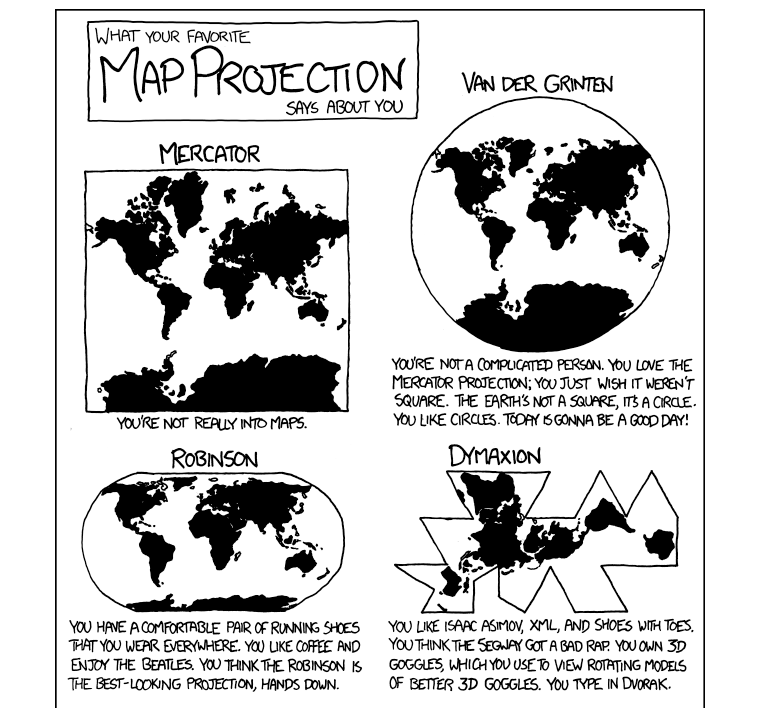 WHAT YOUR FAVORITE
MAP PROJECTION
SAYS ABOUT YOU
MERCATOR
YOU'RE NOT REALLY INTO MAPS.
VAN DER GRINTEN
YOU'RE NOT A COMPLICATED PERSON. YOU LOVE THE
MERCATOR PROJECTION; YOU JUST WISH IT WEREN'T
SQUARE. THE EARTH'S NOT A SQUARE, IT'S A CIRCLE.
YOU LIKE CIRCLES. TODAY IS GONNA BE A GOOD DAY!
ROBINSON
YOU HAVE A COMFORTABLE PAIR OF RUNNING SHOES
THAT YOU WEAR EVERYWHERE. YOU LIKE COFFEE AND
ENJOY THE BEATLES. YOU THINK THE ROBINSON IS
THE BEST-LOOKING PROJECTION, HANDS DOWN.
DYMAXION
YOU LIKE ISAAC ASIMOV, XML, AND SHOES WITH TOES.
YOU THINK THE SEGWAY GOT A BAD RAP. YOU OWN 3D
GOGGLES, WHICH YOU USE TO VIEW ROTATING MODELS
OF BETTER 3D GOGGLES. YOU TYPE IN DVORAK.